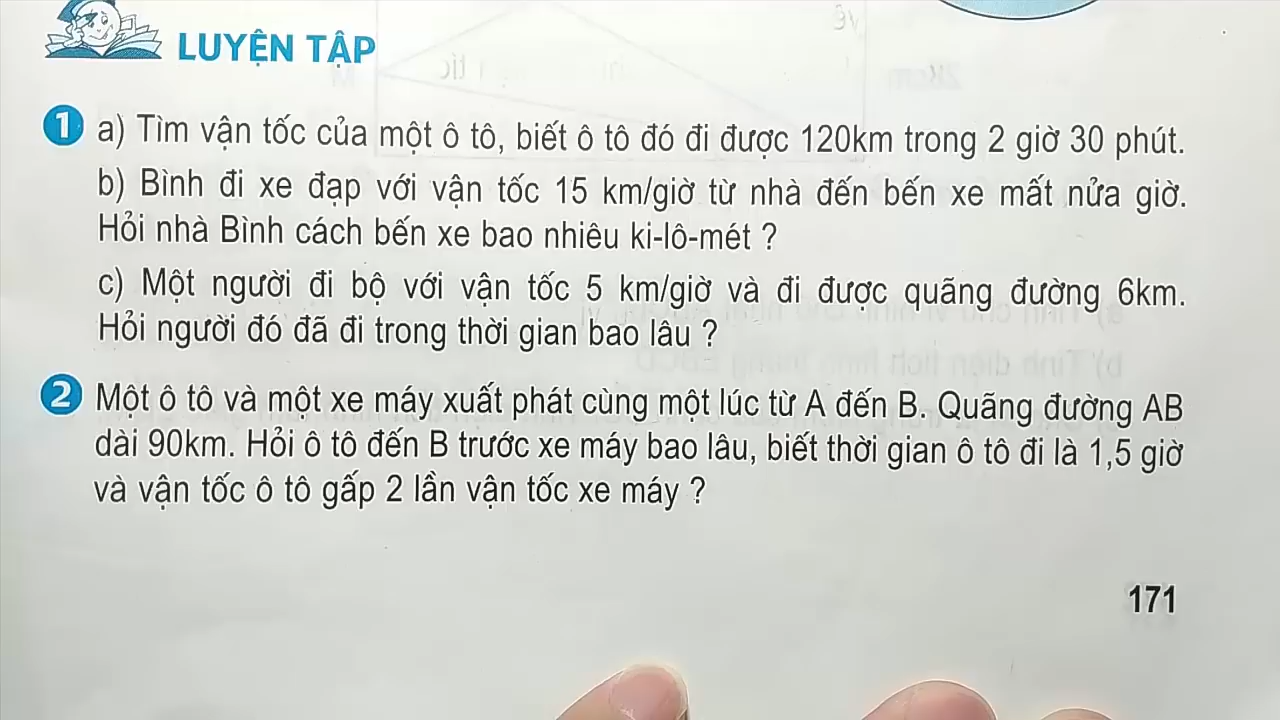 LUYỆN TẬP
1 a) Tìm vận tốc của một ô tô, biết ô tô đó đi được 120km trong 2 giờ 30 phút.
b) Bình đi xe đạp với vận tốc 15 km/giờ từ nhà đến bến xe mất nửa giờ.
Hỏi nhà Bình cách bến xe bao nhiêu ki-lô-mét ?
c) Một người đi bộ với vận tốc 5 km/giờ và đi được quãng đường 6km.
Hỏi người đó đã đi trong thời gian bao lâu ?
2 Một ô tô và một xe máy xuất phát cùng một lúc từ A đến B. Quãng đường AB
dài 90km. Hỏi ô tô đến B trước xe máy bao lâu, biết thời gian ô tô đi là 1,5 giờ
và vận tốc ô tô gấp 2 lần vận tốc xe máy ?
171